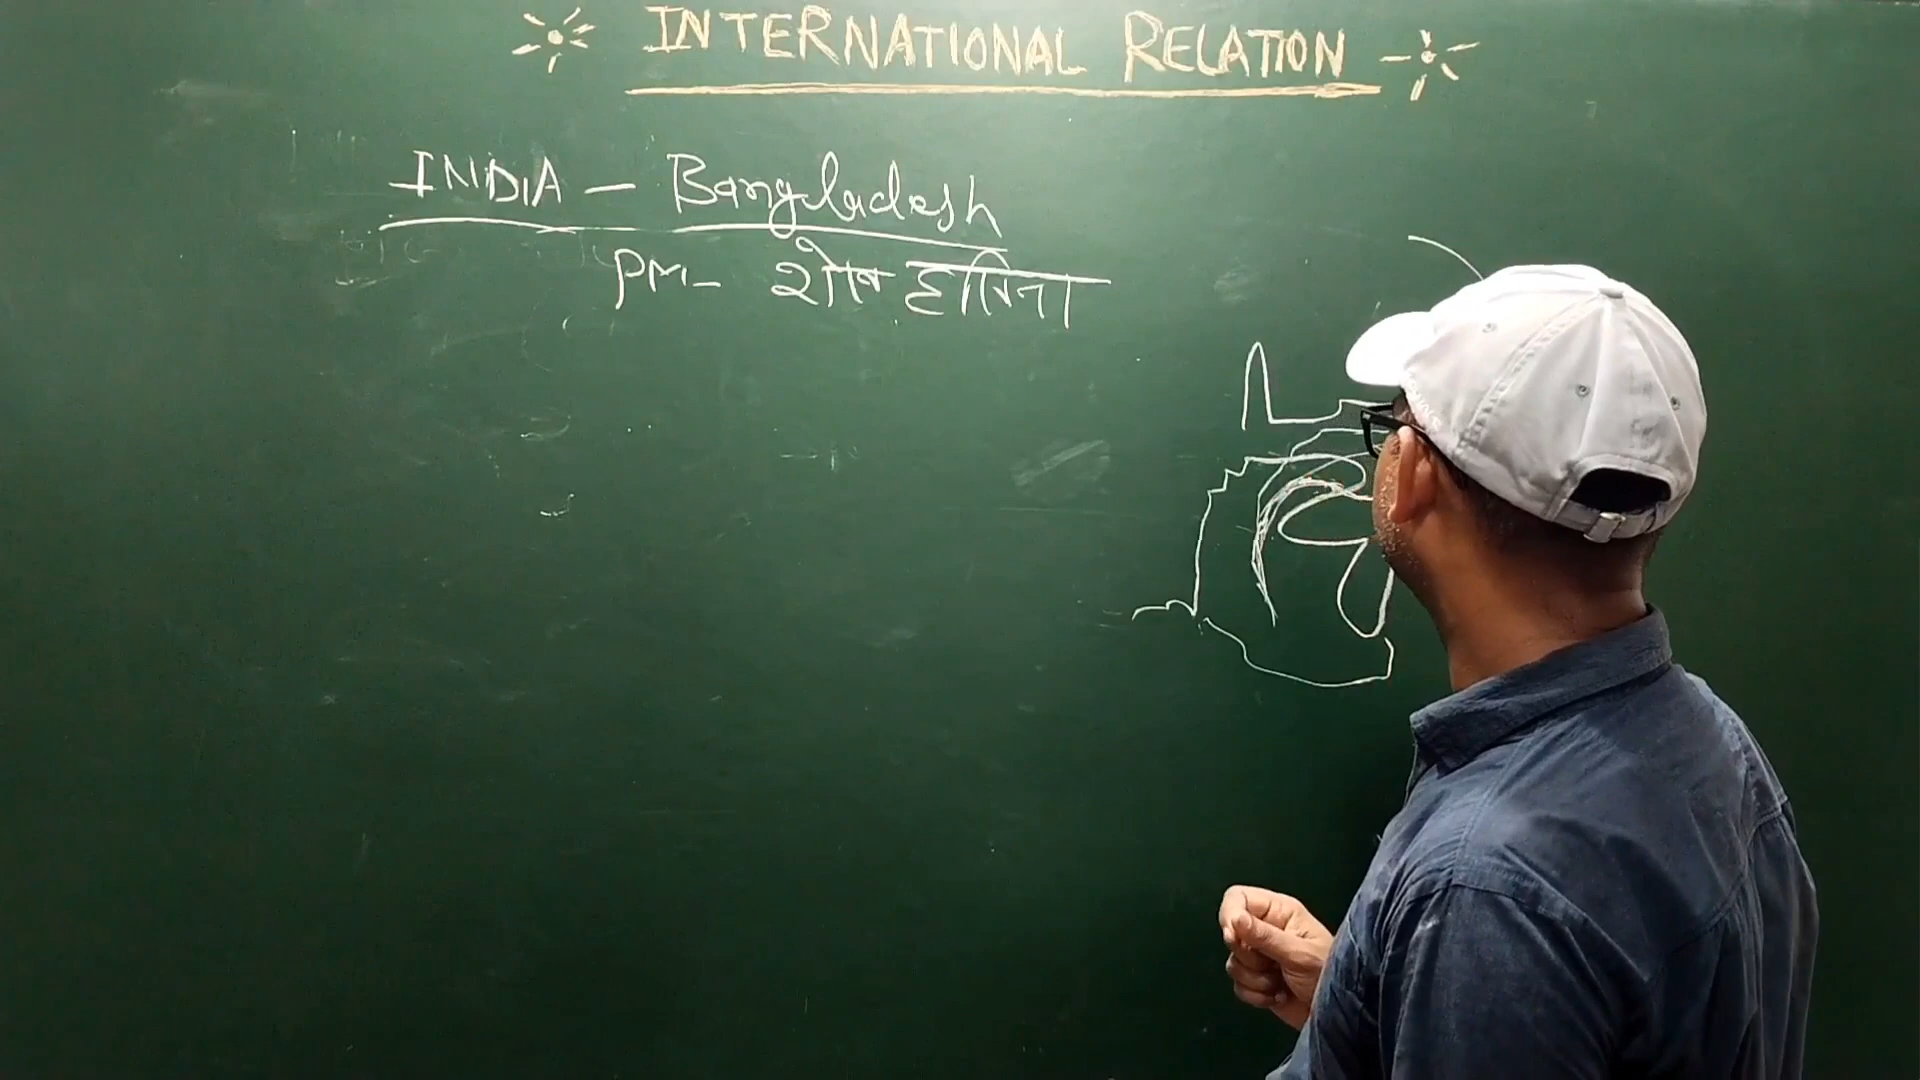 INTERNATIONAL RELATION
INDIA - Bangladesh
PM- शेख हसिना